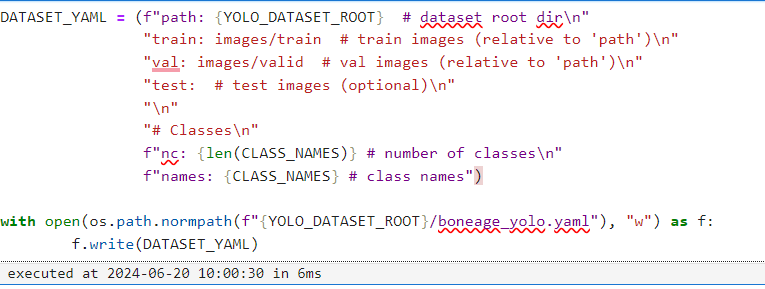 DATASET_YAML = (f"path: {YOLO_DATASET_ROOT}  # dataset root dir\n"
                "train: images/train  # train images (relative to 'path')\n"
                "val: images/valid  # val images (relative to 'path')\n"
                "test:  # test images (optional)\n"
                "\n"
                "# Classes\n"
                f"nc: {len(CLASS_NAMES)} # number of classes\n"
                f"names: {CLASS_NAMES} # class names")
with open(os.path.normpath(f"{YOLO_DATASET_ROOT}/boneage_yolo.yaml"), "w") as f:
        f.write(DATASET_YAML)
executed at 2024-06-20 10:00:30 in 6ms